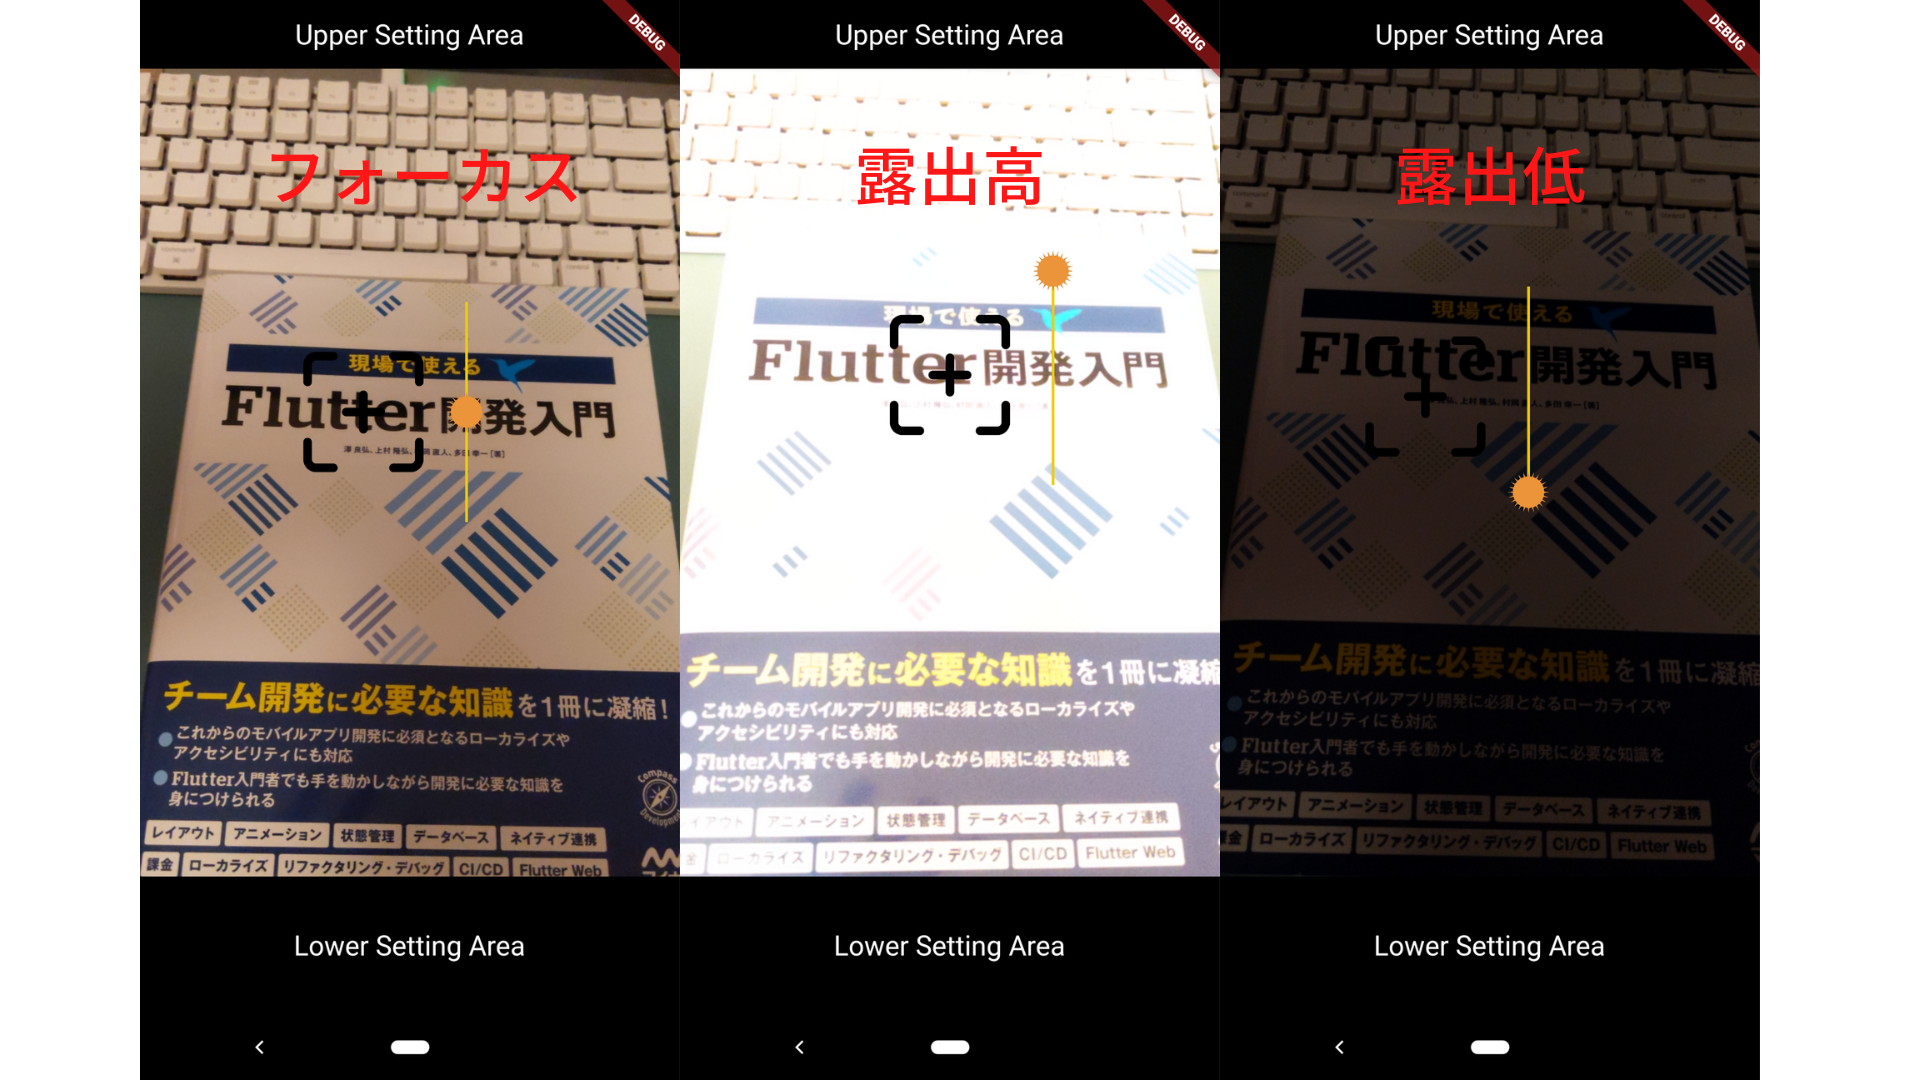 Upper Setting Area
DEBUG
フォーカス
現場で使える
Flutter開発入門
チーム開発に必要な知識を1冊に凝縮!
これからのモバイルアプリ開発に必須となるローカライズや
アクセシビリティにも対応
Flutter入門者でも手を動かしながら開発に必要な知識を
身につけられる
Compass
Development
レイアウト アニメーション 状態管理 データベース ネイティブ連携
課金 ローカライズ リファクタリング・デバッグ CI/CD Flutter Web
Lower Setting Area
Upper Setting Area
DEBUG
露出高
現場で使える
Flutter開発入門
チーム開発に必要な知識を1冊に凝縮
これからのモバイルアプリ開発に必須となるローカライズや
アクセシビリティにも対応
Flutter入門者でも手を動かしながら開発に必要な知識を
身につけられる
イアウト アニメーション 状態管理 データベース ネイティブ連携
金 ローカライズ リファクタリング・デバッグ CI/CD Flutter Web
Lower Setting Area
Upper Setting Area
DEBUG
露出低
現場で使える
Flutter開発入門
チーム開発に必要な知識を1冊に凝縮
これからのモバイルアプリ開発に必須となるローカライズや
アクセシビリティにも対応
Flutter入門者でも手を動かしながら開発に必要な知識を
身につけられる
レイアウト アニメーション 状態管理 データベース ネイティブ連携
課金 ローカライズ リファクタリング・デバッグ CI/CD Flutter Web
Lower Setting Area